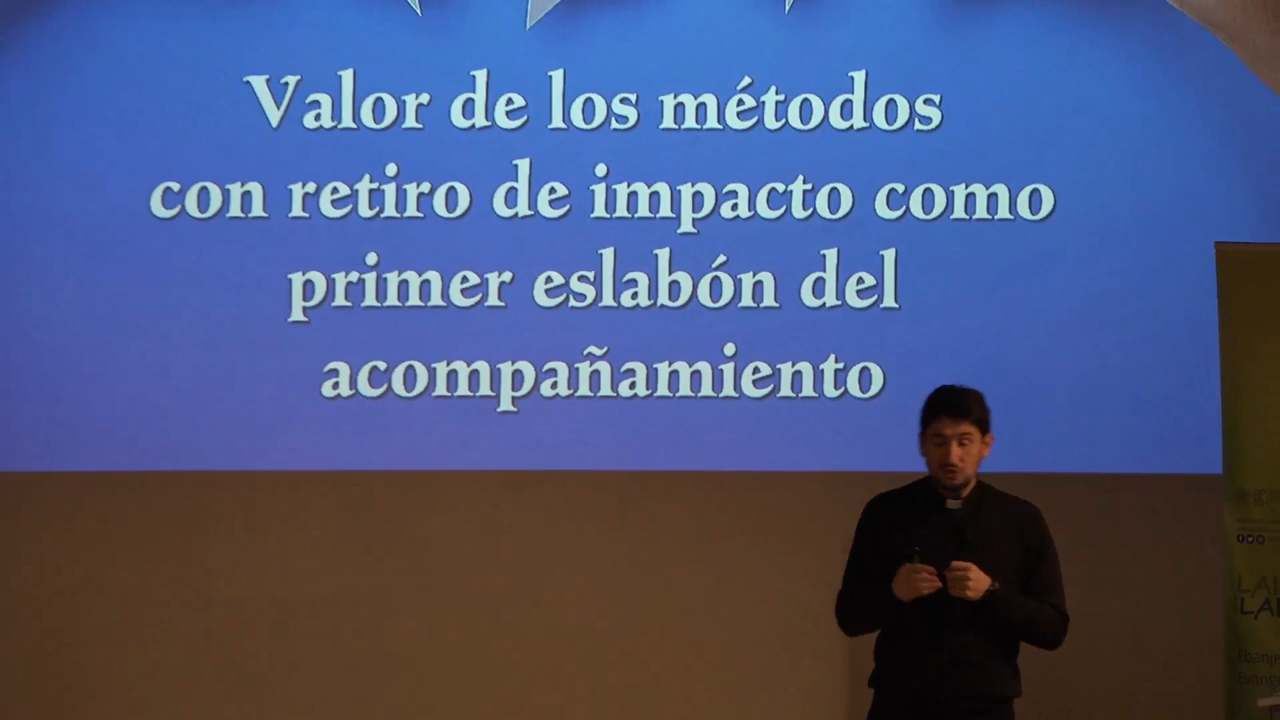 Valor de los métodos
con retiro de impacto como
primer eslabón del
acompañamiento